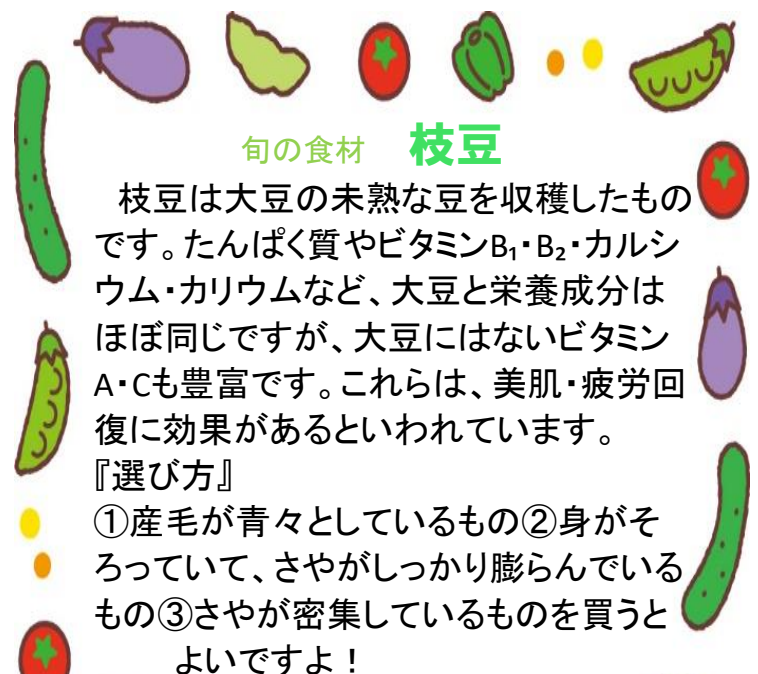 旬の食材　枝豆
枝豆は大豆の未熟な豆を収穫したもの
です。たんぱく質やビタミンB₁・B₂・カルシ
ウム・カリウムなど、大豆と栄養成分は
ほぼ同じですが、大豆にはないビタミン
A・Cも豊富です。これらは、美肌・疲労回
復に効果があるといわれています。
『選び方』
①産毛が青々としているもの②身がそ
ろっていて、さやがしっかり膨らんでいる
もの③さやが密集しているものを買うと
よいですよ！